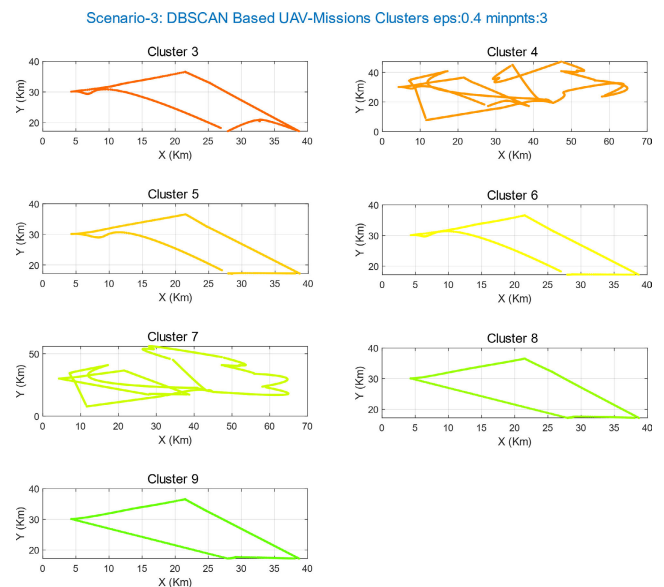 Scenario-3: DBSCAN Based UAV-Missions Clusters eps:0.4 minpnts:3
Cluster 3
Y (Km)
40
30
20
0 5 10 15 20 25 30 35 40
X (Km)
Cluster 4
Y (Km)
40
20
0
0 10 20 30 40 50 60 70
X (Km)
Cluster 5
Y (Km)
40
30
20
0 5 10 15 20 25 30 35 40
X (Km)
Cluster 6
Y (Km)
40
30
20
0 5 10 15 20 25 30 35 40
X (Km)
Cluster 7
Y (Km)
50
0
0 10 20 30 40 50 60 70
X (Km)
Cluster 8
Y (Km)
40
30
20
0 5 10 15 20 25 30 35 40
X (Km)
Cluster 9
Y (Km)
40
30
20
0 5 10 15 20 25 30 35 40
X (Km)